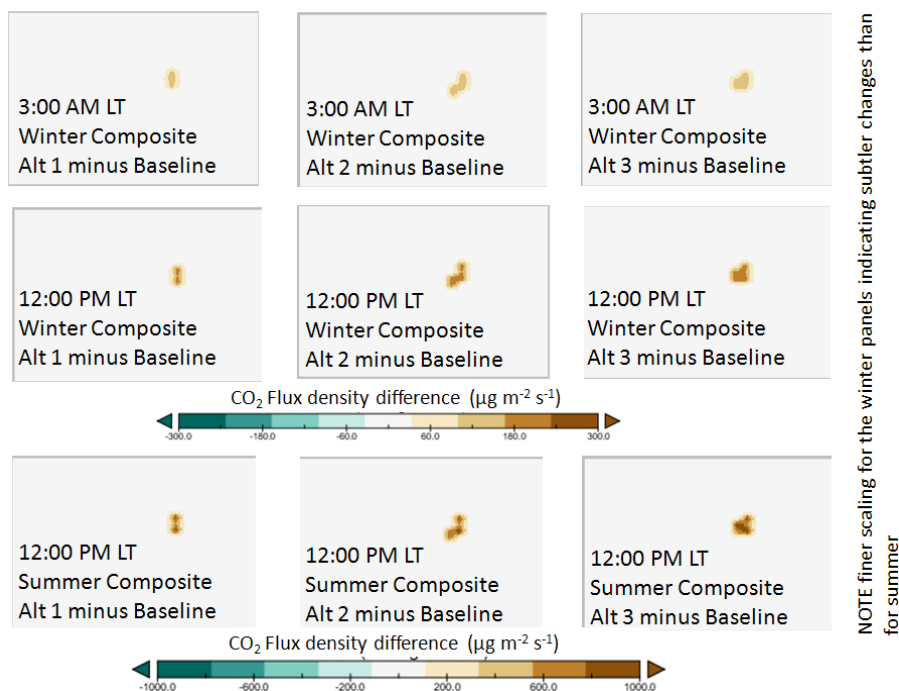 3:00 AM LT
Winter Composite
Alt 1 minus Baseline
3:00 AM LT
Winter Composite
Alt 2 minus Baseline
3:00 AM LT
Winter Composite
Alt 3 minus Baseline
12:00 PM LT
Winter Composite
Alt 1 minus Baseline
12:00 PM LT
Winter Composite
Alt 2 minus Baseline
12:00 PM LT
Winter Composite
Alt 3 minus Baseline
CO₂ Flux density difference (µg m⁻² s⁻¹)
-300.0 -180.0 -60.0 60.0 180.0 300.0
12:00 PM LT
Summer Composite
Alt 1 minus Baseline
12:00 PM LT
Summer Composite
Alt 2 minus Baseline
12:00 PM LT
Summer Composite
Alt 3 minus Baseline
CO₂ Flux density difference (µg m⁻² s⁻¹)
-1000.0 -600.0 -200.0 200.0 600.0 1000.0
NOTE finer scaling for the winter panels indicating subtler changes than
for summer